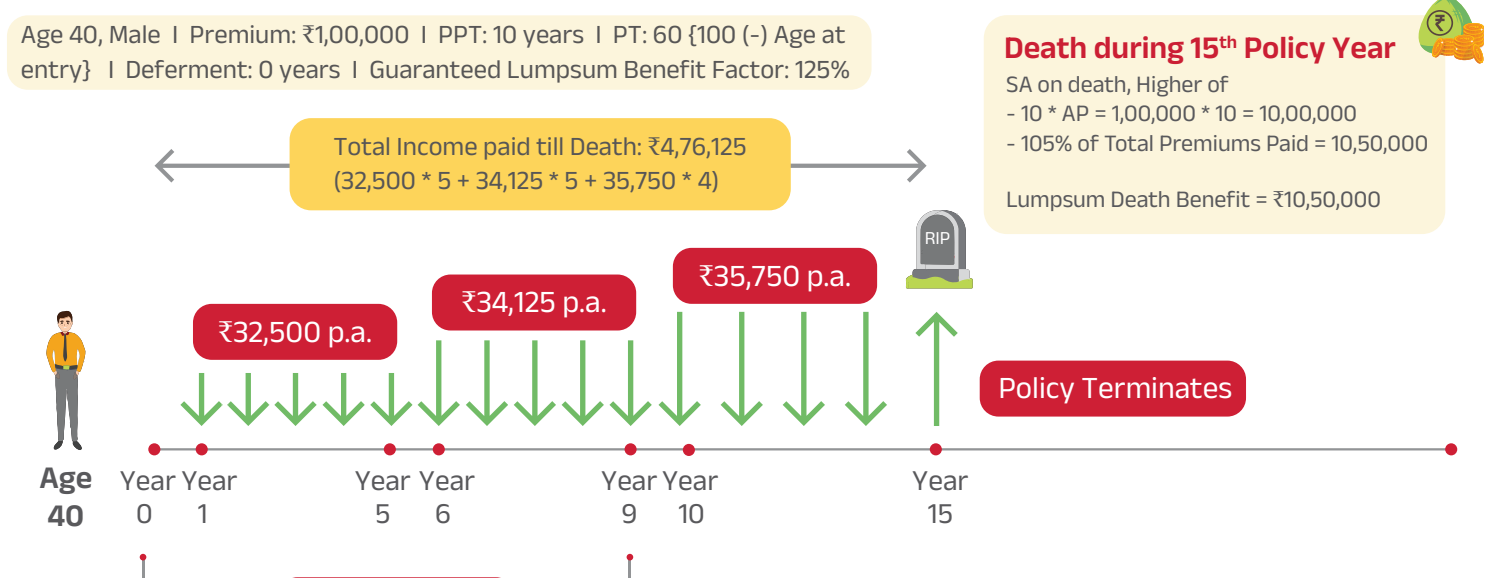 Age 40, Male I Premium: ₹1,00,000 I PPT: 10 years I PT: 60 {100 (-) Age at
entry} I Deferment: 0 years I Guaranteed Lumpsum Benefit Factor: 125%
₹
Death during 15th Policy Year
SA on death, Higher of
- 10 * AP = 1,00,000 * 10 = 10,00,000
- 105% of Total Premiums Paid = 10,50,000
Lumpsum Death Benefit = ₹10,50,000
Total Income paid till Death: ₹4,76,125
(32,500 * 5 + 34,125 * 5 + 35,750 * 4)
RIP
₹32,500 p.a.
₹34,125 p.a.
₹35,750 p.a.
Policy Terminates
Age
40
Year
0
Year
1
Year
5
Year
6
Year
9
Year
10
Year
15